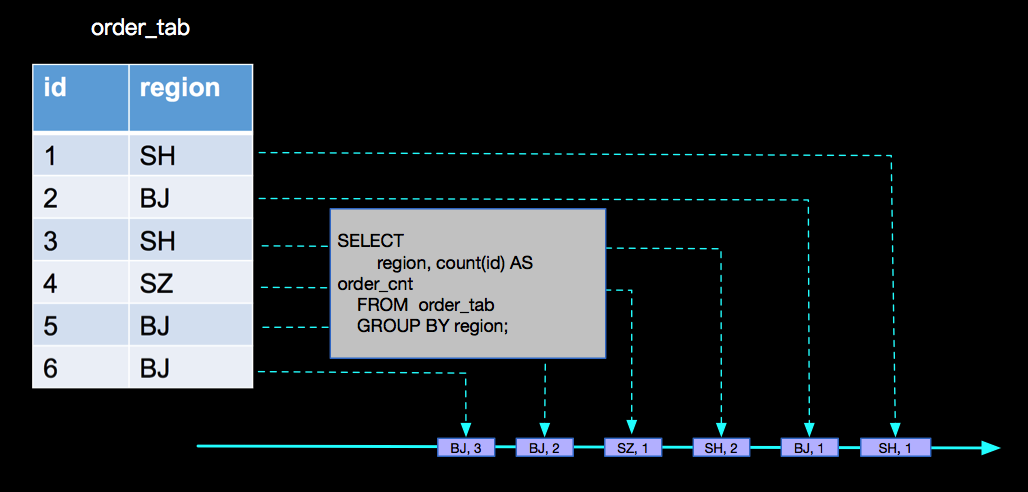 order_tab
id region
1 SH
2 BJ
3 SH
4 SZ
5 BJ
6 BJ
SELECT
region, count(id) AS
order_cnt
FROM order_tab
GROUP BY region;
BJ, 3 BJ, 2 SZ, 1 SH, 2 BJ, 1 SH, 1